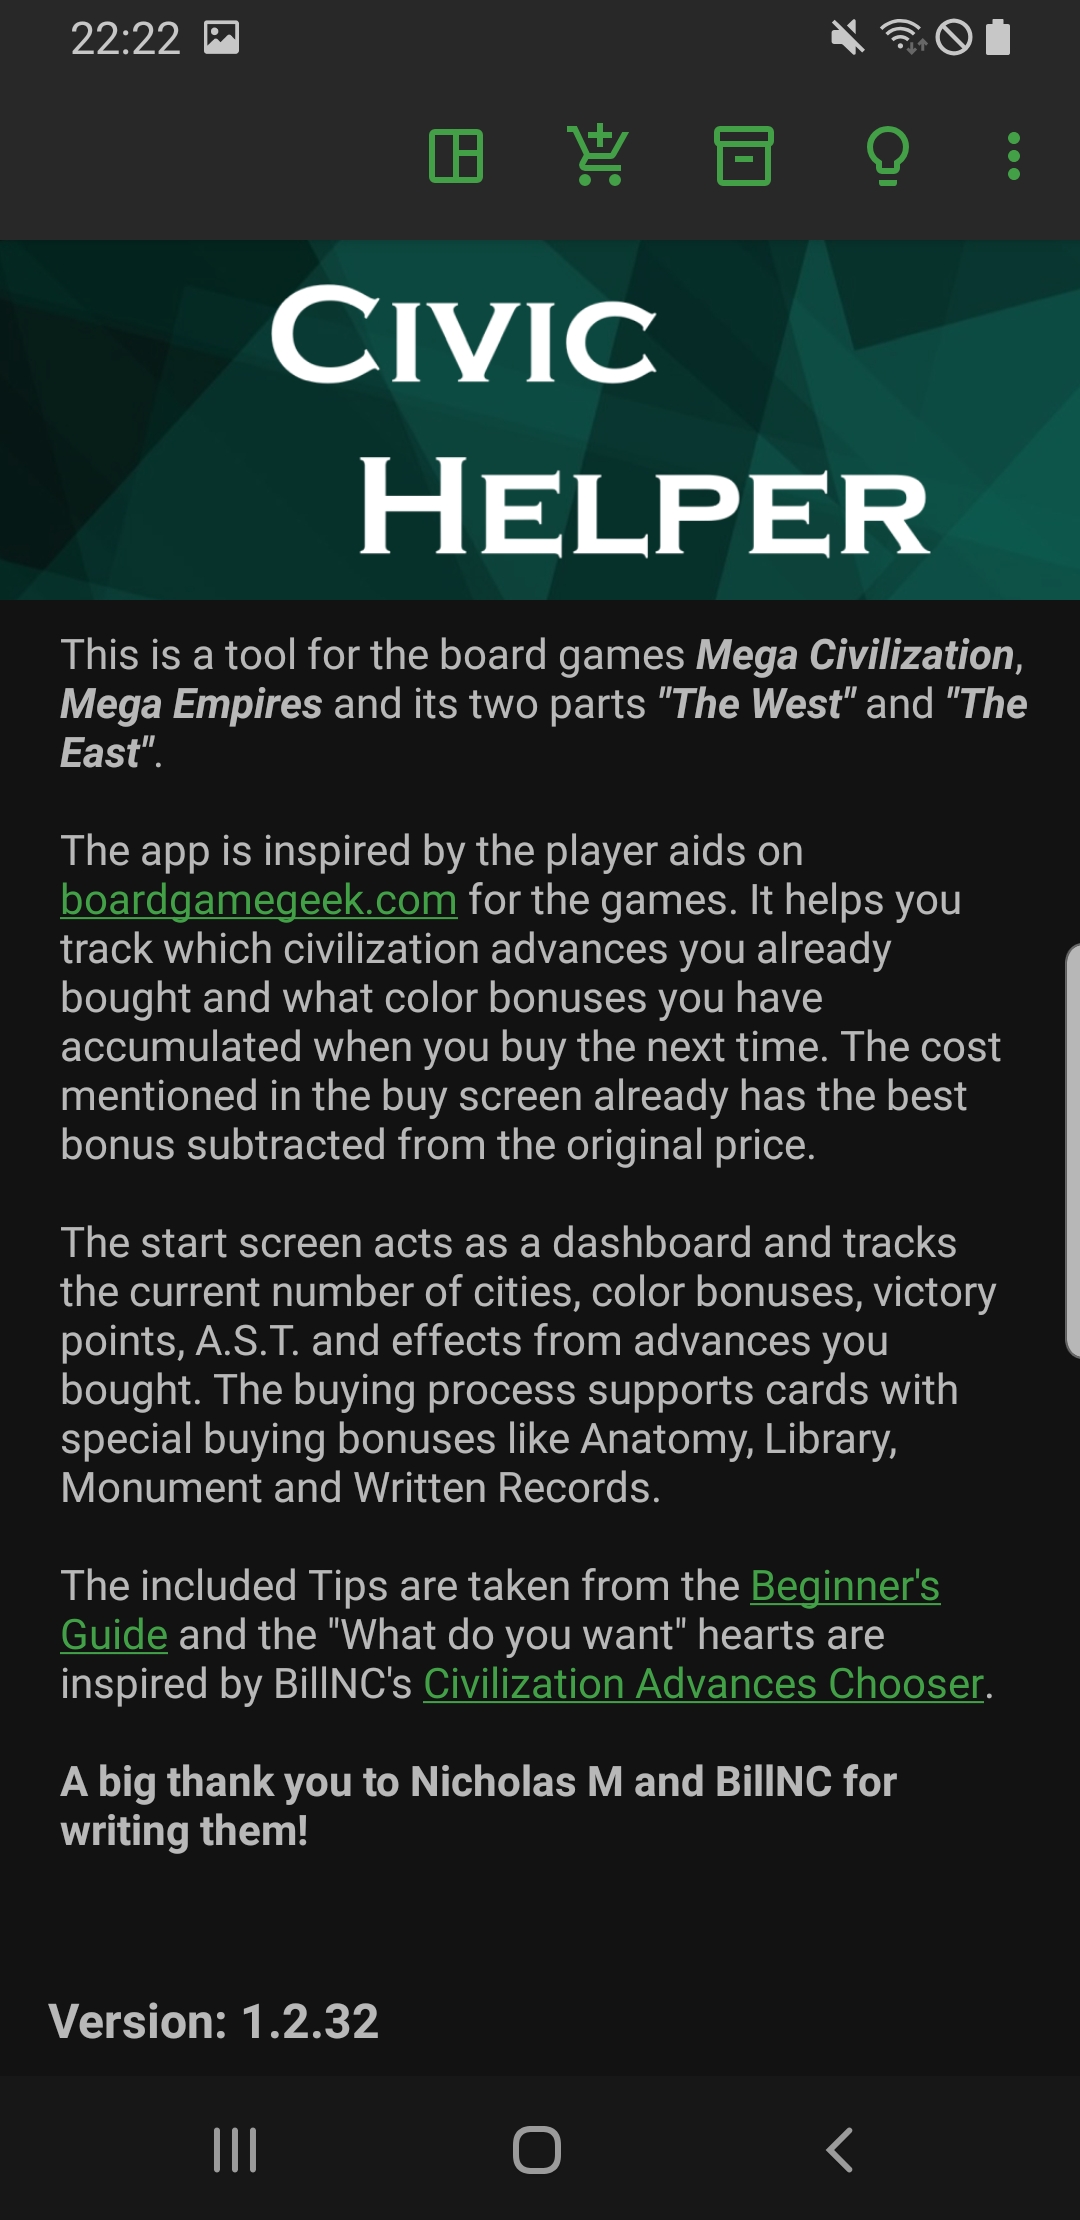 22:22
Civic
Helper
This is a tool for the board games Mega Civilization,
Mega Empires and its two parts "The West" and "The
East".
The app is inspired by the player aids on
boardgamegeek.com for the games. It helps you
track which civilization advances you already
bought and what color bonuses you have
accumulated when you buy the next time. The cost
mentioned in the buy screen already has the best
bonus subtracted from the original price.
The start screen acts as a dashboard and tracks
the current number of cities, color bonuses, victory
points, A.S.T. and effects from advances you
bought. The buying process supports cards with
special buying bonuses like Anatomy, Library,
Monument and Written Records.
The included Tips are taken from the Beginner's
Guide and the "What do you want" hearts are
inspired by BillNC's Civilization Advances Chooser.
A big thank you to Nicholas M and BillNC for
writing them!
Version: 1.2.32